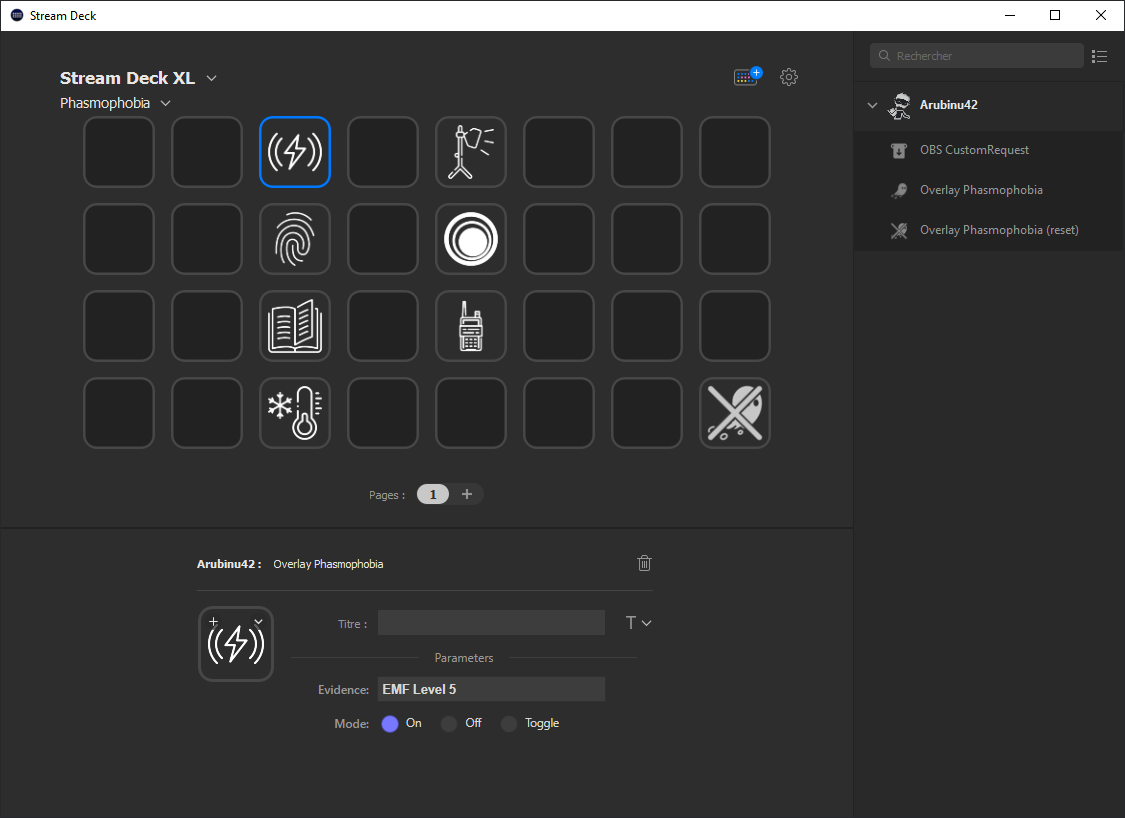 Stream Deck
Stream Deck XL
Phasmophobia
Pages :
1
+
Arubinu42 :
Overlay Phasmophobia
Titre :
T
Parameters
Evidence:
EMF Level 5
Mode:
On
Off
Toggle
Rechercher
Arubinu42
OBS CustomRequest
Overlay Phasmophobia
Overlay Phasmophobia (reset)